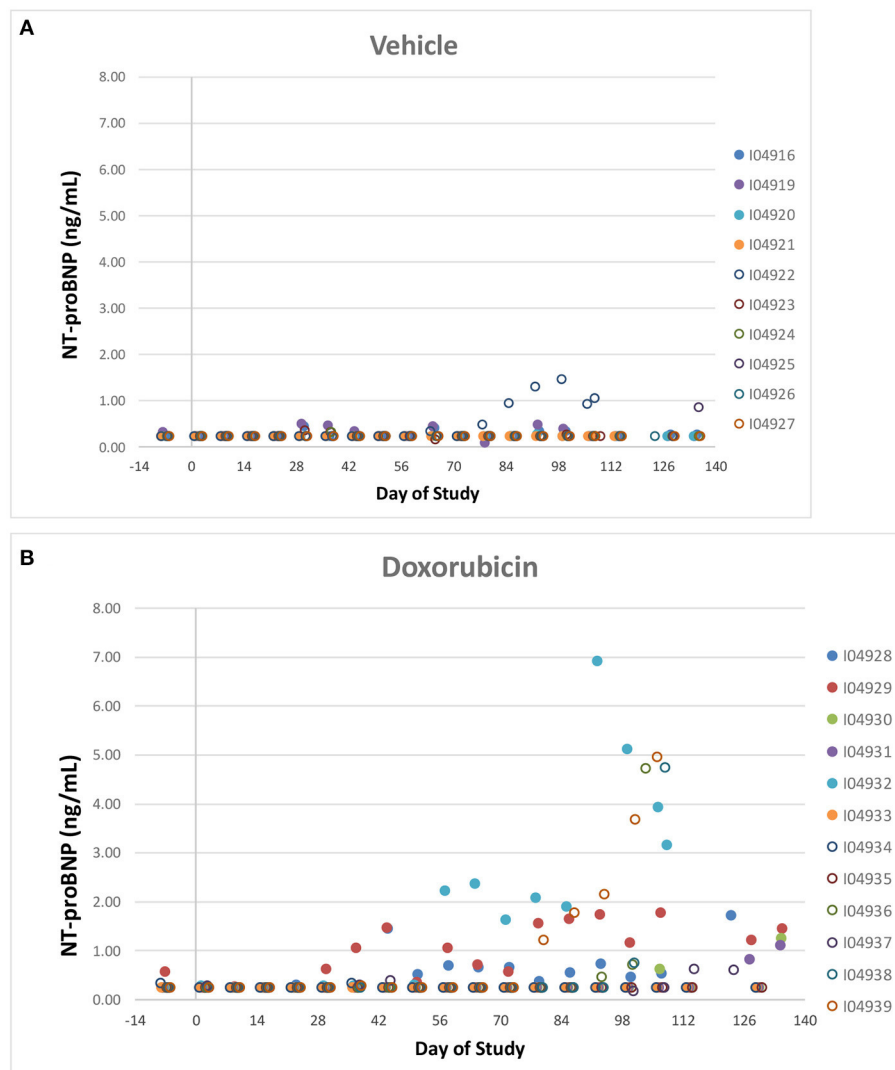 A
Vehicle
8.00
7.00
6.00
5.00
4.00
3.00
2.00
1.00
0.00
NT-proBNP (ng/mL)
-14 0 14 28 42 56 70 84 98 112 126 140
Day of Study
I04916
I04919
I04920
I04921
I04922
I04923
I04924
I04925
I04926
I04927
B
Doxorubicin
8.00
7.00
6.00
5.00
4.00
3.00
2.00
1.00
0.00
NT-proBNP (ng/mL)
-14 0 14 28 42 56 70 84 98 112 126 140
Day of Study
I04928
I04929
I04930
I04931
I04932
I04933
I04934
I04935
I04936
I04937
I04938
I04939